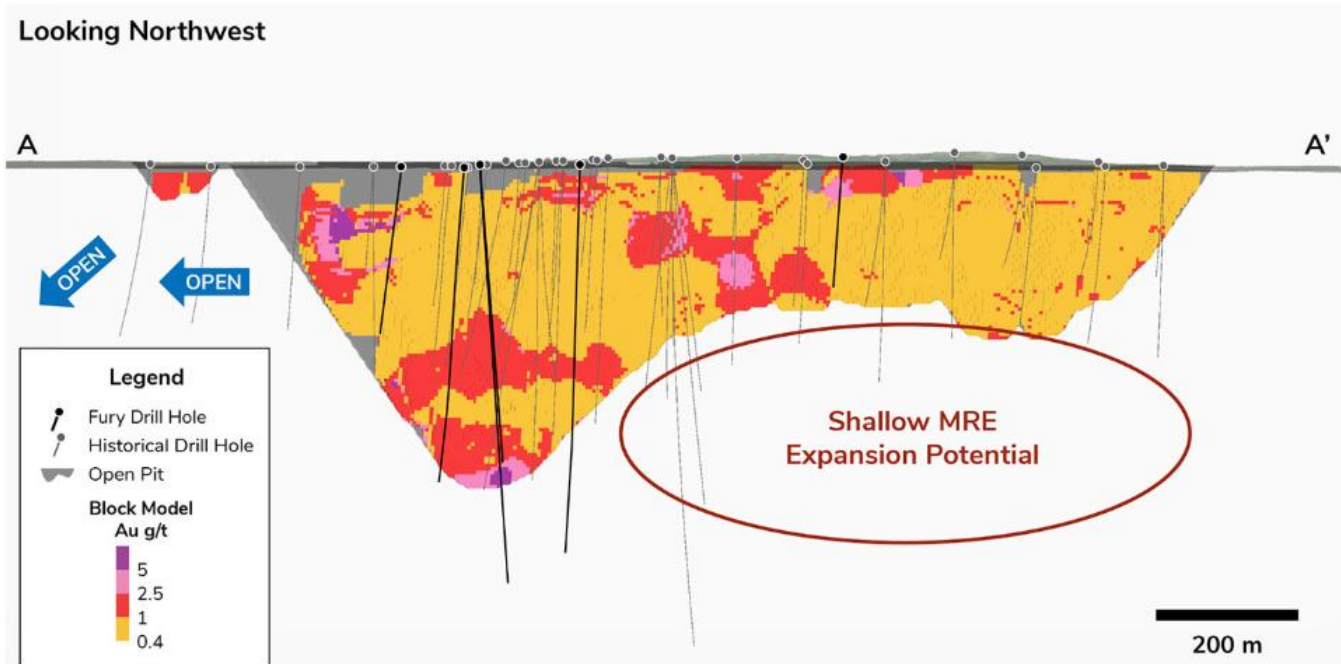 Looking Northwest
A
A'
OPEN
OPEN
Legend
Fury Drill Hole
Historical Drill Hole
Open Pit
Block Model
Au g/t
5
2.5
1
0.4
Shallow MRE
Expansion Potential
200 m